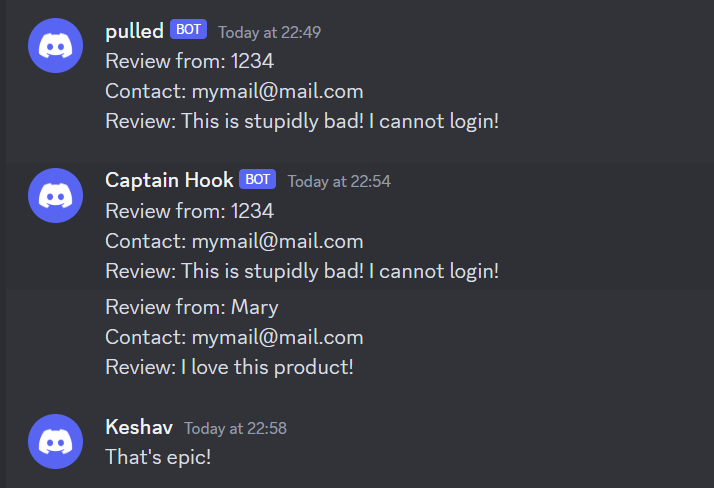 pulled BOT Today at 22:49
Review from: 1234
Contact: mymail@mail.com
Review: This is stupidly bad! I cannot login!
Captain Hook BOT Today at 22:54
Review from: 1234
Contact: mymail@mail.com
Review: This is stupidly bad! I cannot login!
Review from: Mary
Contact: mymail@mail.com
Review: I love this product!
Keshav Today at 22:58
That's epic!